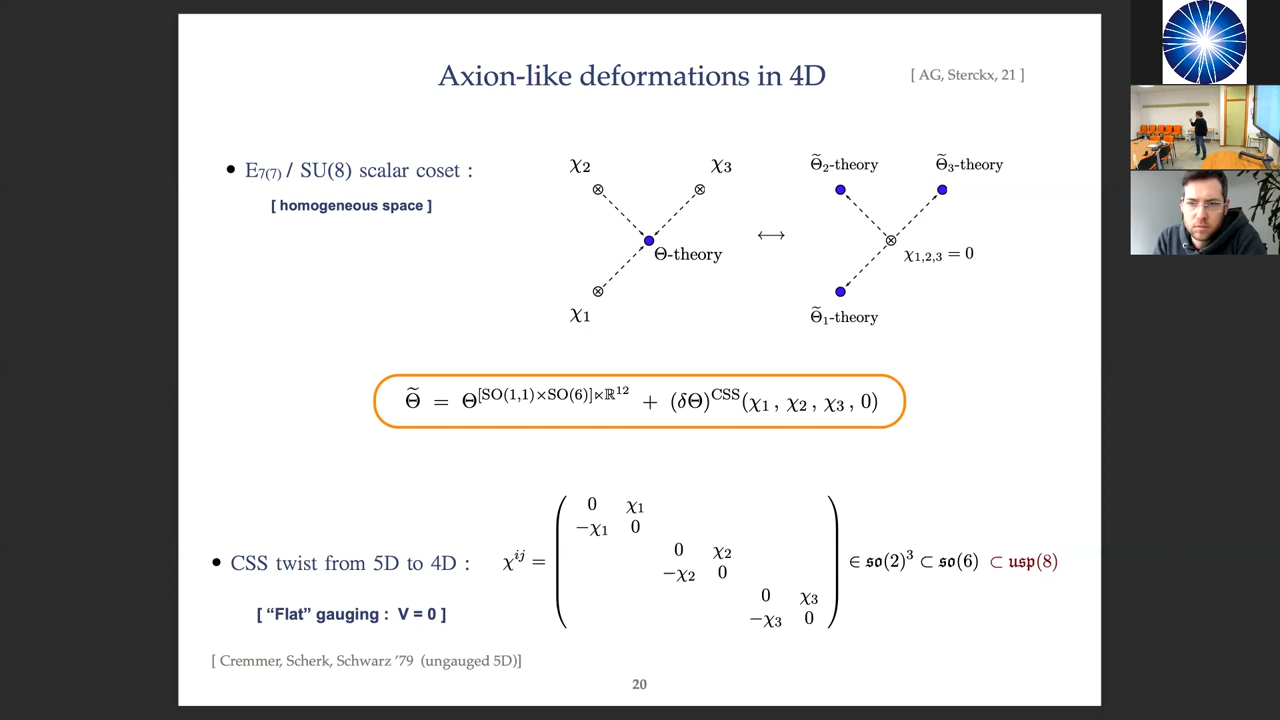 Axion-like deformations in 4D
[ AG, Sterckx, 21 ]
• E7(7) / SU(8) scalar coset :
[ homogeneous space ]
χ2 χ3
Θ-theory
χ1
⟷
Θ̃2-theory Θ̃3-theory
χ1,2,3 = 0
Θ̃1-theory
Θ̃ = Θ^{[SO(1,1)×SO(6)]⋉ℝ^{12}} + (δΘ)^{CSS}(χ1 , χ2 , χ3 , 0)
• CSS twist from 5D to 4D :
[ “Flat” gauging : V = 0 ]
χ^{ij} =
0 χ1
−χ1 0
0 χ2
−χ2 0
0 χ3
−χ3 0
∈ 𝔰𝔬(2)^3 ⊂ 𝔰𝔬(6) ⊂ 𝔲𝔰𝔭(8)
[ Cremmer, Scherk, Schwarz ’79 (ungauged 5D)]
20